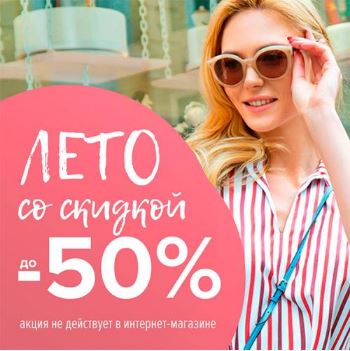 ЛЕТО
со скидкой
до -50%
акция не действует в интернет-магазине